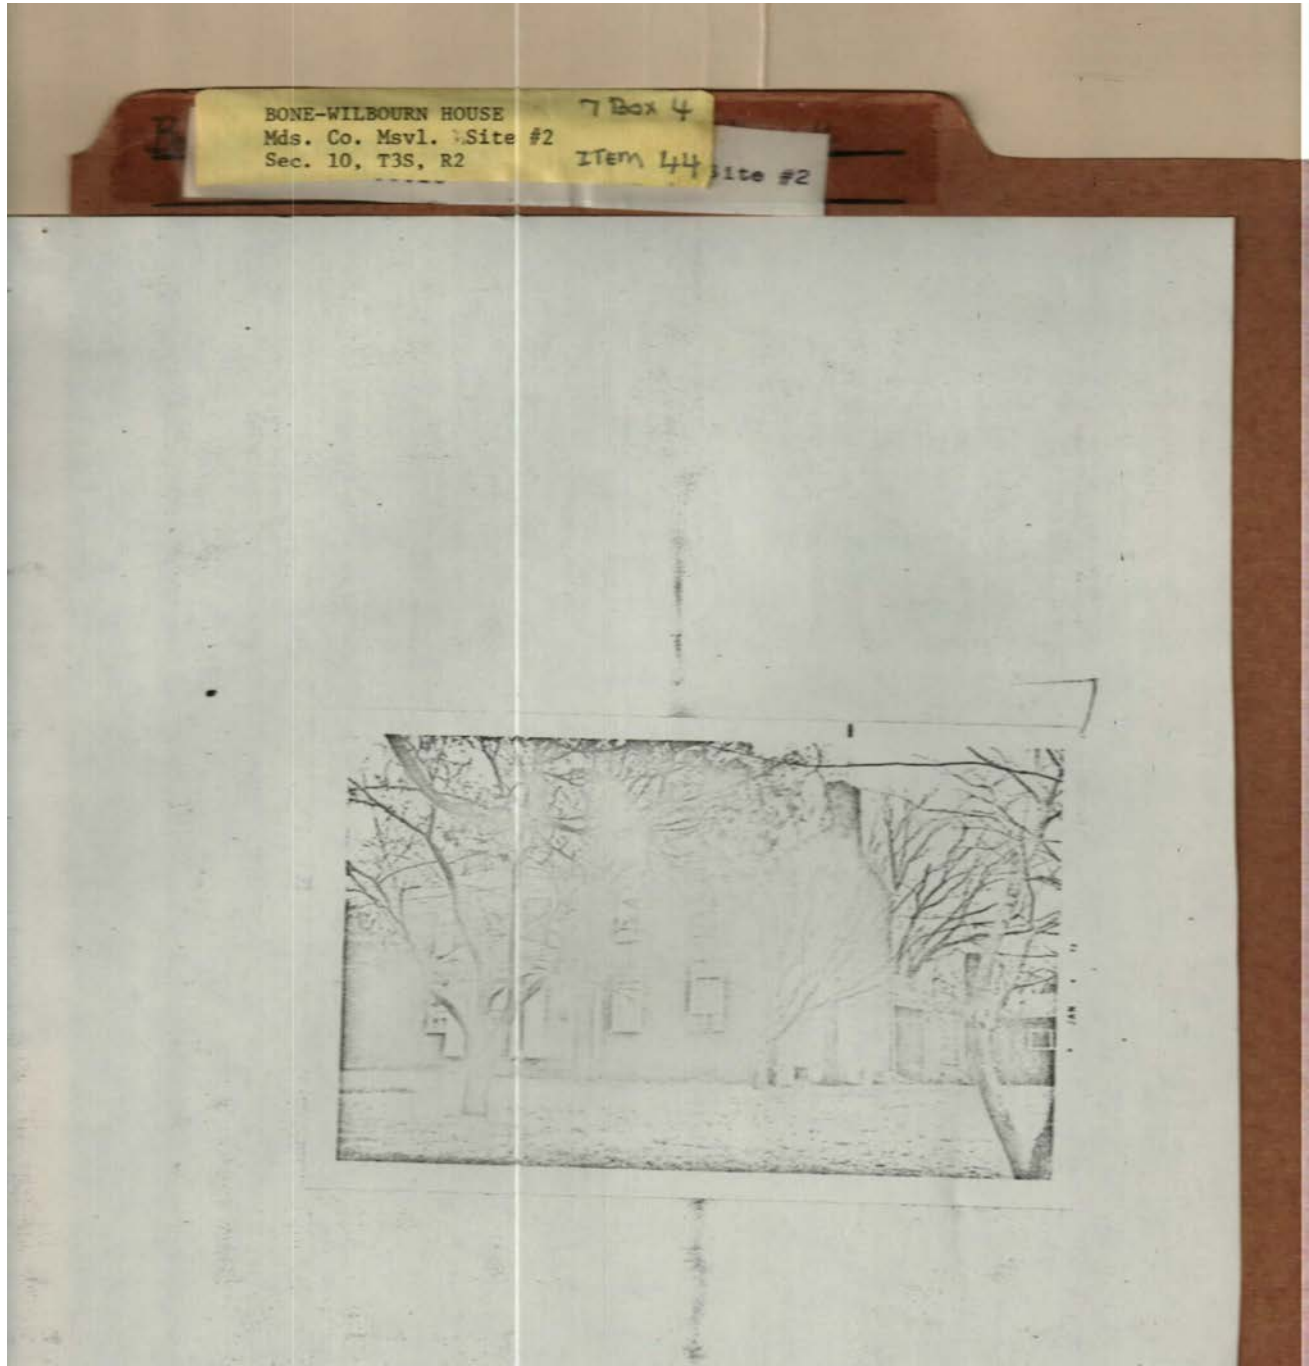 BONE-WILBOURN HOUSE 7 Box 4
Mds. Co. Msvl. Site #2
Sec. 10, T3S, R2 ITEM 44
Site #2
JAN